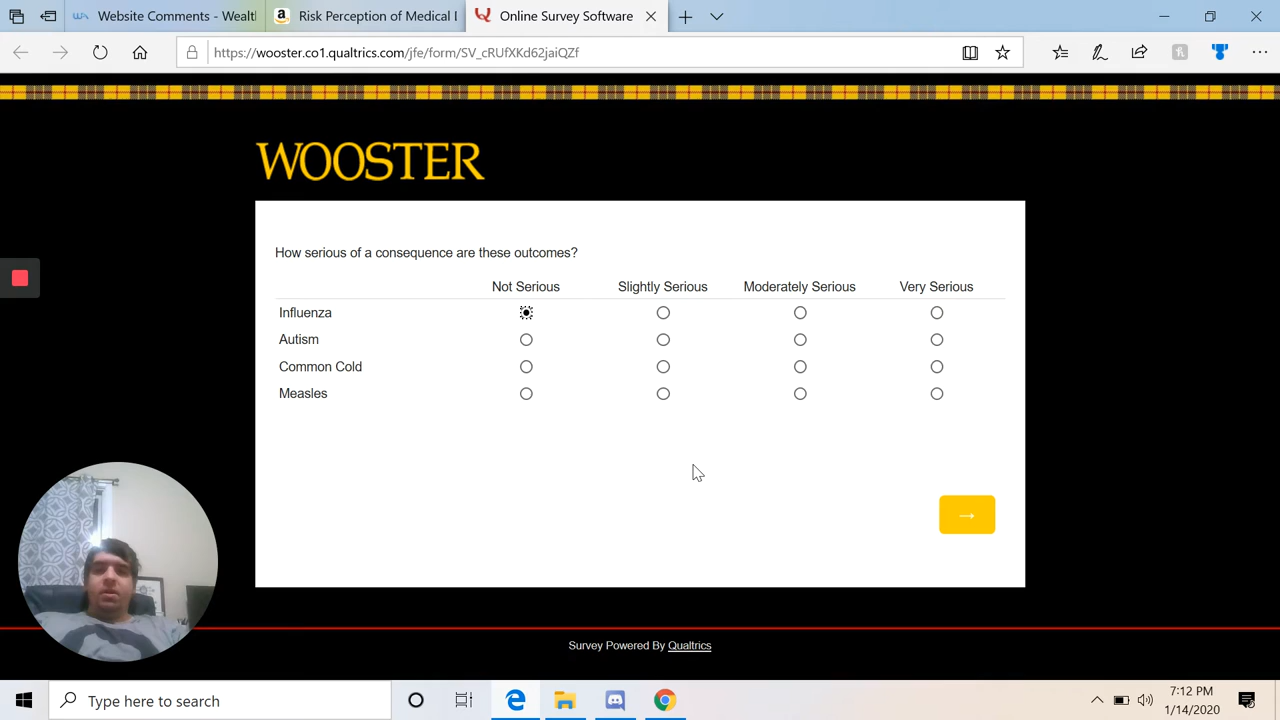 Website Comments - Wealt
Risk Perception of Medical I
Online Survey Software
https://wooster.co1.qualtrics.com/jfe/form/SV_cRUfXKd62jaiQZf
WOOSTER
How serious of a consequence are these outcomes?
Not Serious Slightly Serious Moderately Serious Very Serious
Influenza
Autism
Common Cold
Measles
→
Survey Powered By Qualtrics
Type here to search
7:12 PM
1/14/2020